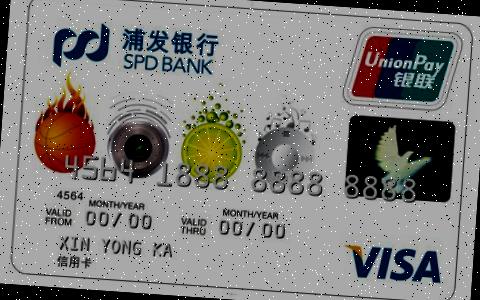 浦发银行
SPD BANK
UnionPay
银联
4564 1888 8888 8888
4564
MONTH/YEAR
VALID FROM 00/00
MONTH/YEAR
VALID THRU 00/00
XIN YONG KA
信用卡
VISA